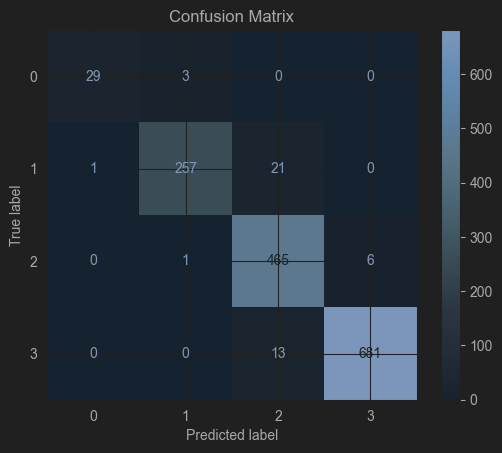 Confusion Matrix
0 29 3 0 0
1 1 257 21 0
2 0 1 465 6
3 0 0 13 681
0 1 2 3
Predicted label
True label
600
500
400
300
200
100
0